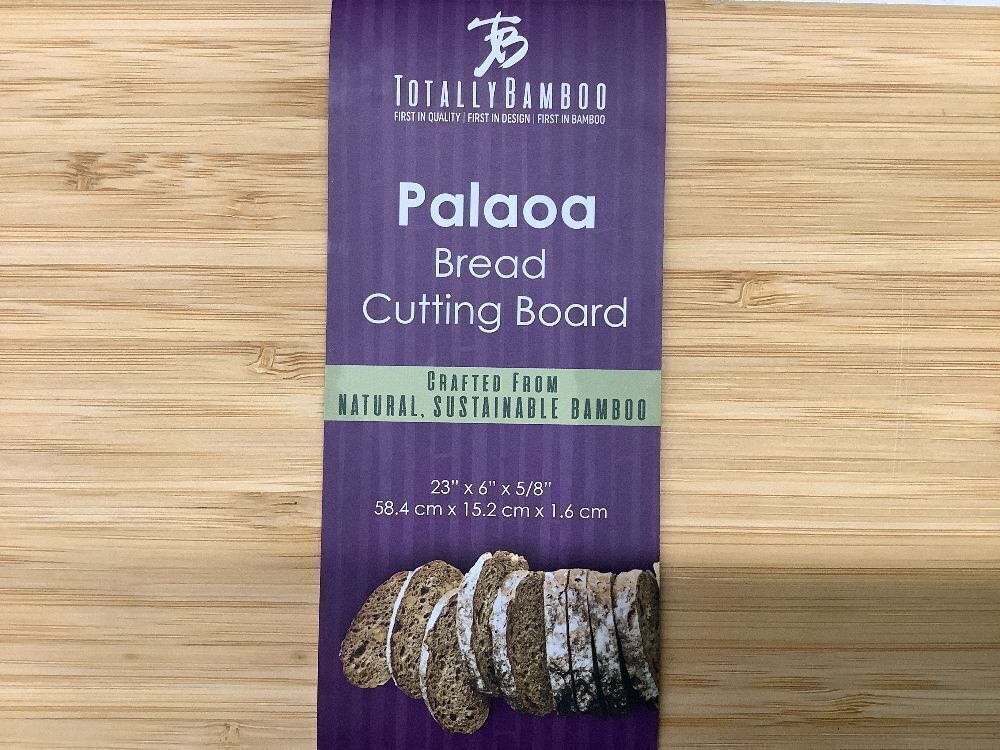 TB
TOTALLYBAMBOO
FIRST IN QUALITY | FIRST IN DESIGN | FIRST IN BAMBOO
Palaoa
Bread
Cutting Board
CRAFTED FROM
NATURAL, SUSTAINABLE BAMBOO
23" x 6" x 5/8"
58.4 cm x 15.2 cm x 1.6 cm